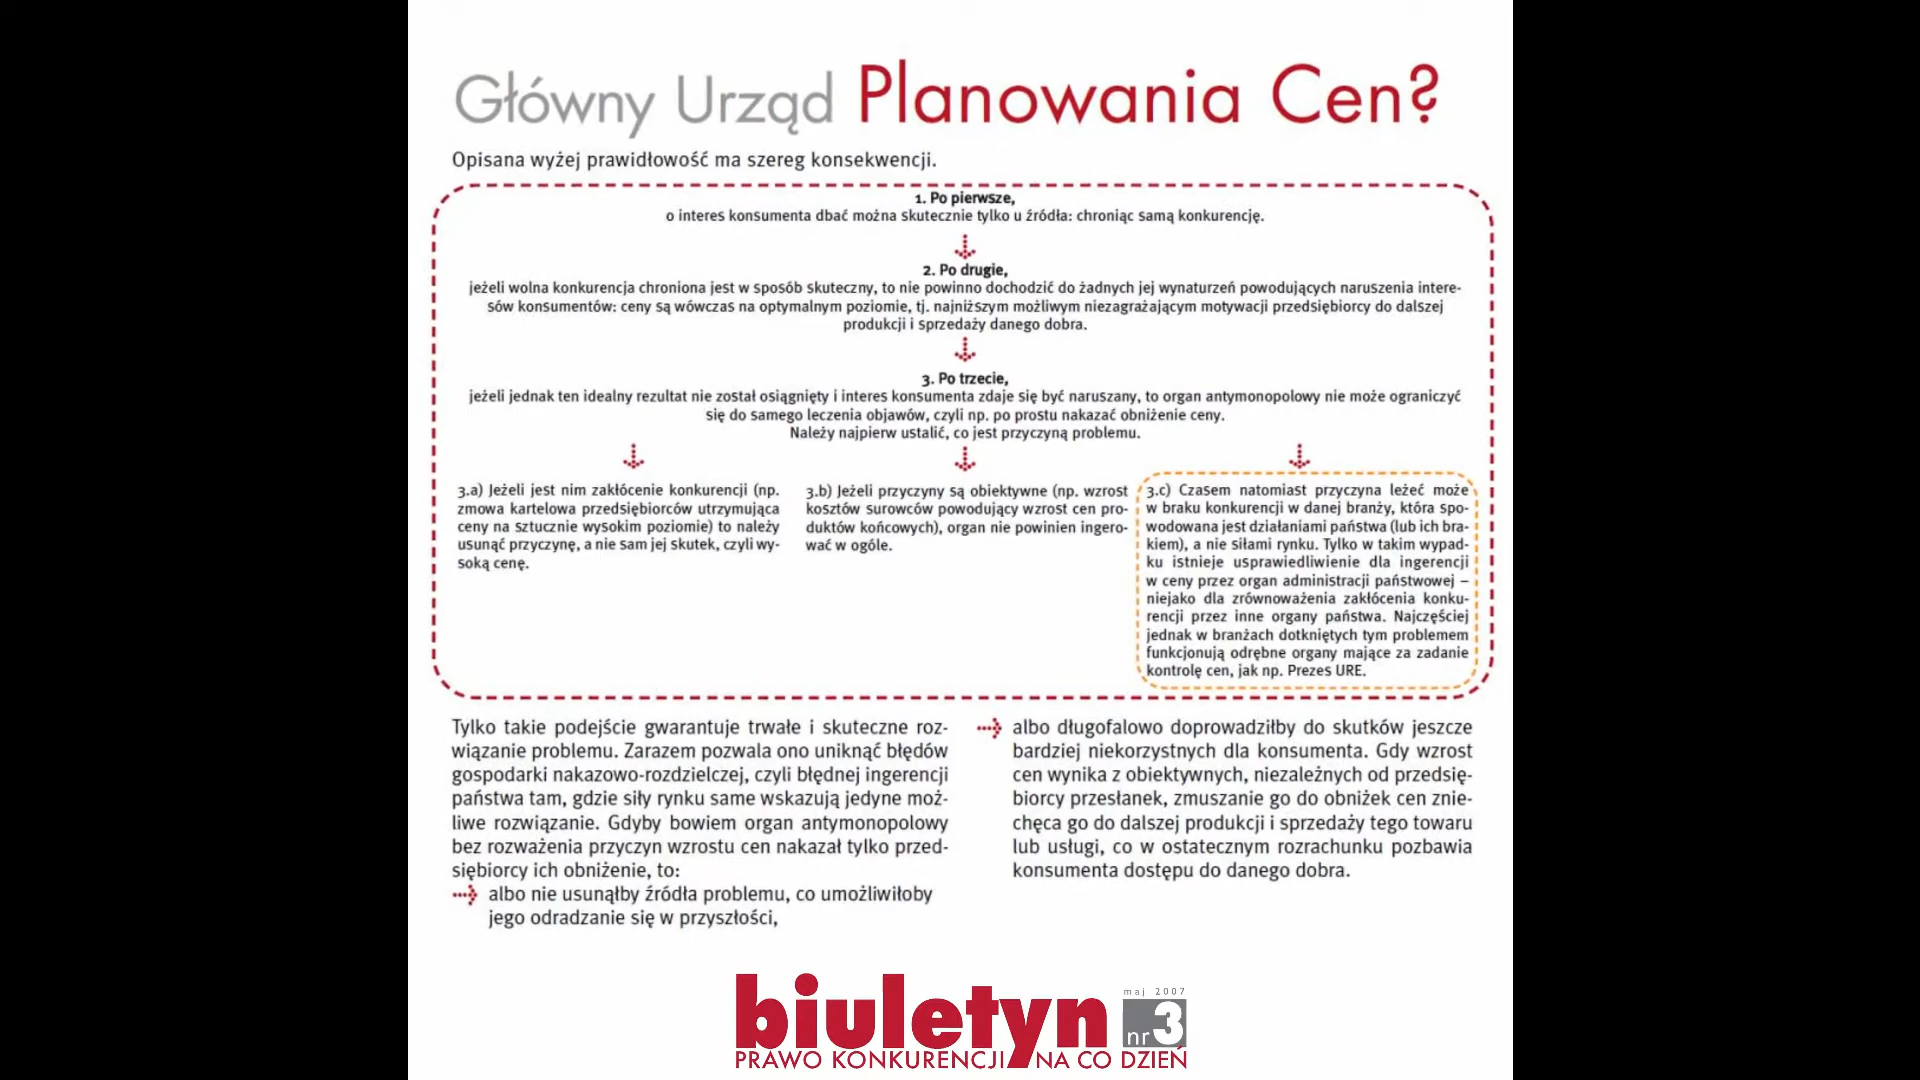 Główny Urząd Planowania Cen?
Opisana wyżej prawidłowość ma szereg konsekwencji.
1. Po pierwsze,
o interes konsumenta dbać można skutecznie tylko u źródła: chroniąc samą konkurencję.
2. Po drugie,
jeżeli wolna konkurencja chroniona jest w sposób skuteczny, to nie powinno dochodzić do żadnych jej wynaturzeń powodujących naruszenia intere-
sów konsumentów: ceny są wówczas na optymalnym poziomie, tj. najniższym możliwym niezagrażającym motywacji przedsiębiorcy do dalszej
produkcji i sprzedaży danego dobra.
3. Po trzecie,
jeżeli jednak ten idealny rezultat nie został osiągnięty i interes konsumenta zdaje się być naruszany, to organ antymonopolowy nie może ograniczyć
się do samego leczenia objawów, czyli np. po prostu nakazać obniżenie ceny.
Należy najpierw ustalić, co jest przyczyną problemu.
3.a) Jeżeli jest nim zakłócenie konkurencji (np.
zmowa kartelowa przedsiębiorców utrzymująca
ceny na sztucznie wysokim poziomie) to należy
usunąć przyczynę, a nie sam jej skutek, czyli wy-
soką cenę.
3.b) Jeżeli przyczyny są obiektywne (np. wzrost
kosztów surowców powodujący wzrost cen pro-
duktów końcowych), organ nie powinien ingero-
wać w ogóle.
3.c) Czasem natomiast przyczyna leżeć może
w braku konkurencji w danej branży, która spo-
wodowana jest działaniami państwa (lub ich bra-
kiem), a nie siłami rynku. Tylko w takim wypad-
ku istnieje usprawiedliwienie dla ingerencji
w ceny przez organ administracji państwowej –
niejako dla zrównoważenia zakłócenia konku-
rencji przez inne organy państwa. Najczęściej
jednak w branżach dotkniętych tym problemem
funkcjonują odrębne organy mające za zadanie
kontrolę cen, jak np. Prezes URE.
Tylko takie podejście gwarantuje trwałe i skuteczne roz-
wiązanie problemu. Zarazem pozwala ono uniknąć błędów
gospodarki nakazowo-rozdzielczej, czyli błędnej ingerencji
państwa tam, gdzie siły rynku same wskazują jedyne moż-
liwe rozwiązanie. Gdyby bowiem organ antymonopolowy
bez rozważenia przyczyn wzrostu cen nakazał tylko przed-
siębiorcy ich obniżenie, to:
albo nie usunąłby źródła problemu, co umożliwiłoby
jego odradzanie się w przyszłości,
albo długofalowo doprowadziłby do skutków jeszcze
bardziej niekorzystnych dla konsumenta. Gdy wzrost
cen wynika z obiektywnych, niezależnych od przedsię-
biorcy przesłanek, zmuszanie go do obniżek cen znie-
chęca go do dalszej produkcji i sprzedaży tego towaru
lub usługi, co w ostatecznym rozrachunku pozbawia
konsumenta dostępu do danego dobra.
biuletyn
maj 2007
nr 3
PRAWO KONKURENCJI NA CO DZIEŃ